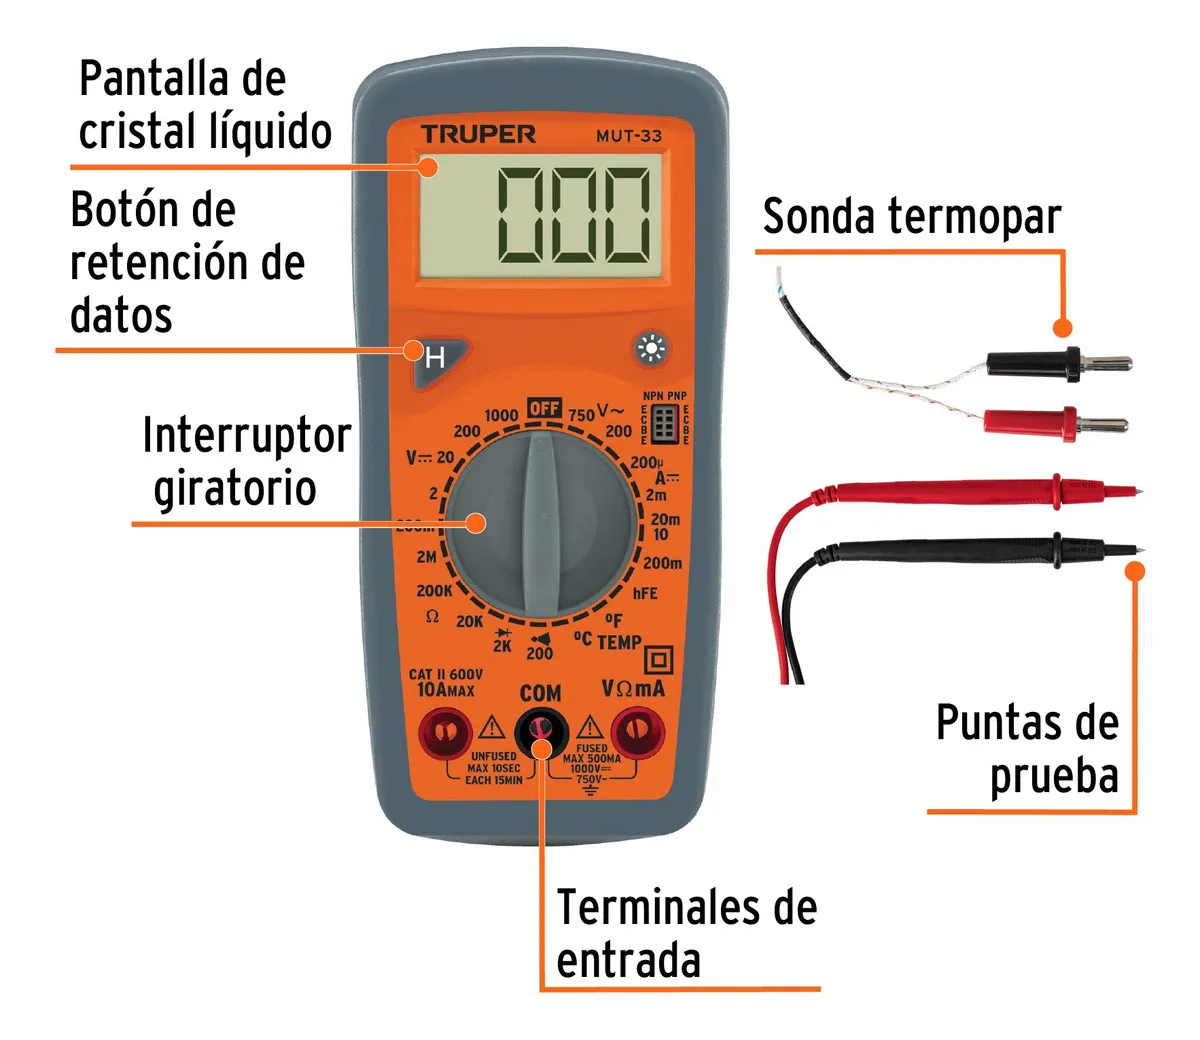 Pantalla de
cristal líquido
Botón de
retención de
datos
Interruptor
giratorio
TRUPER MUT-33
000
H
OFF
1000
200
V⎓ 20
2
2M
200K
Ω
20K
2K
200
750 V~
200
NPN PNP
E E
C C
B B
E E
200µ
A⎓
2m
20m
10
200m
hFE
ºF
ºC TEMP
CAT II 600V
10AMAX
COM
VΩmA
UNFUSED
MAX 10SEC
EACH 15MIN
FUSED
MAX 500MA
1000V⎓
750V~
Sonda termopar
Puntas de
prueba
Terminales de
entrada